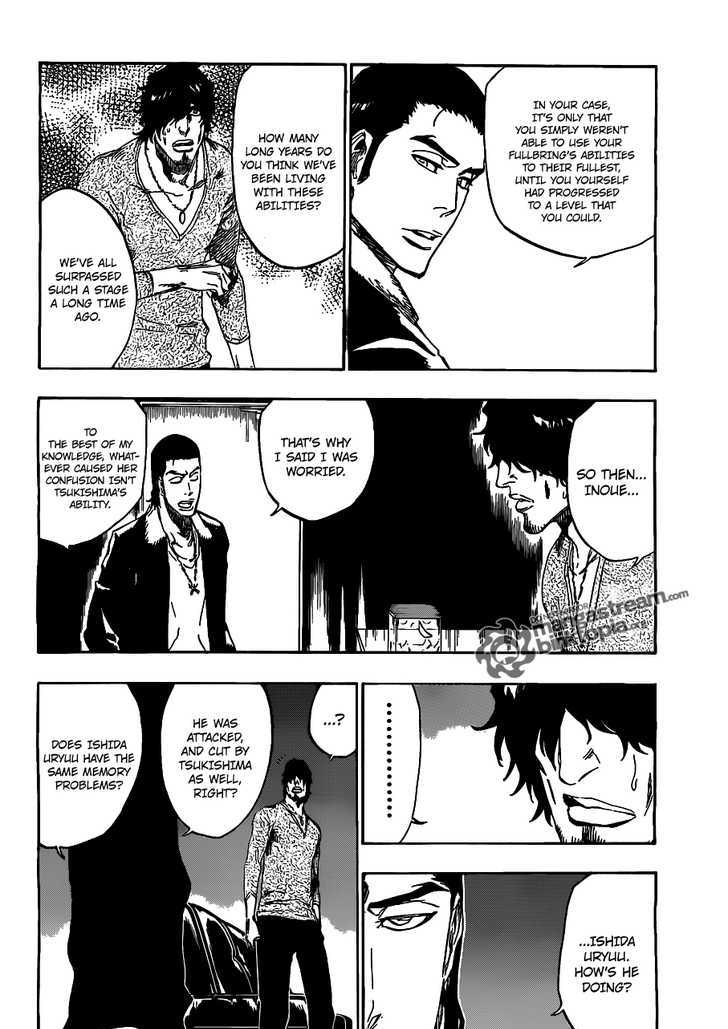 IN YOUR CASE,
IT'S ONLY THAT
YOU SIMPLY WEREN'T
ABLE TO USE YOUR
FULLBRING'S ABILITIES
TO THEIR FULLEST,
UNTIL YOU YOURSELF
HAD PROGRESSED
TO A LEVEL THAT
YOU COULD.
HOW MANY
LONG YEARS DO
YOU THINK WE'VE
BEEN LIVING
WITH THESE
ABILITIES?
WE'VE ALL
SURPASSED
SUCH A STAGE
A LONG TIME
AGO.
SO THEN...
INOUE...
THAT'S WHY
I SAID I WAS
WORRIED.
TO
THE BEST OF MY
KNOWLEDGE, WHAT-
EVER CAUSED HER
CONFUSION ISN'T
TSUKISHIMA'S
ABILITY.
mangastream.com
.........
...ISHIDA
URYUU.
HOW'S HE
DOING?
...?
HE WAS
ATTACKED,
AND CUT BY
TSUKISHIMA
AS WELL,
RIGHT?
DOES ISHIDA
URYUU HAVE THE
SAME MEMORY
PROBLEMS?